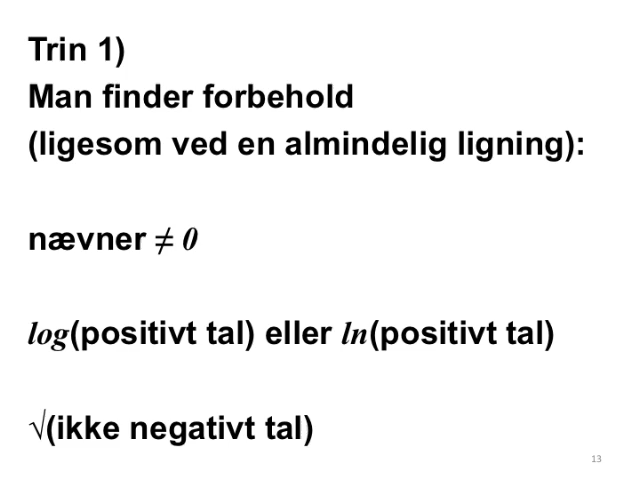 Trin 1)
Man finder forbehold
(ligesom ved en almindelig ligning):
nævner ≠ 0
log(positivt tal) eller ln(positivt tal)
√(ikke negativt tal)
13